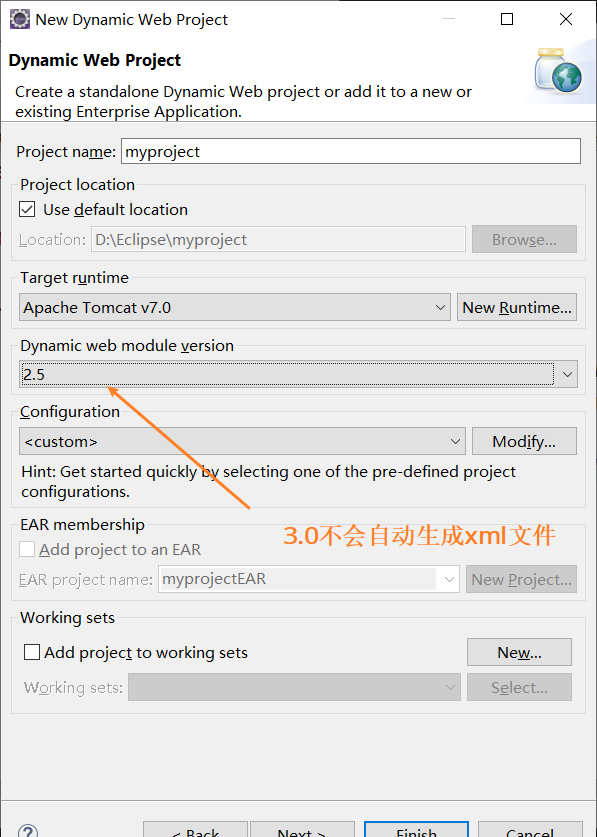 New Dynamic Web Project
Dynamic Web Project
Create a standalone Dynamic Web project or add it to a new or
existing Enterprise Application.
Project name: myproject
Project location
Use default location
Location: D:\Eclipse\myproject Browse...
Target runtime
Apache Tomcat v7.0 New Runtime...
Dynamic web module version
2.5
Configuration
<custom> Modify...
Hint: Get started quickly by selecting one of the pre-defined project
configurations.
3.0不会自动生成xml文件
EAR membership
Add project to an EAR
EAR project name: myprojectEAR New Project...
Working sets
Add project to working sets New...
Working sets: Select...
? < Back Next > Finish Cancel